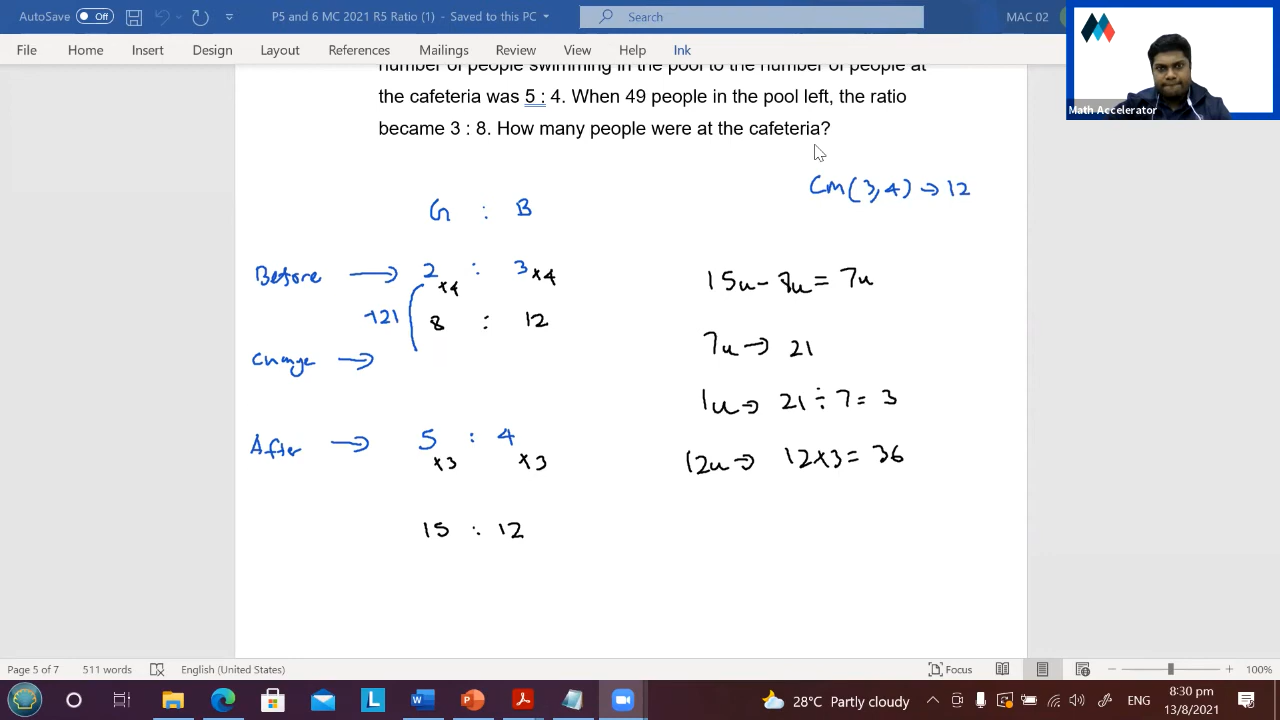 AutoSave Off P5 and 6 MC 2021 R5 Ratio (1) - Saved to this PC Search MAC 02
File Home Insert Design Layout References Mailings Review View Help Ink
Math Accelerator
number of people swimming in the pool to the number of people at
the cafeteria was 5 : 4. When 49 people in the pool left, the ratio
became 3 : 8. How many people were at the cafeteria?
CM(3,4) → 12
G : B
Before → 2 ×4 : 3 ×4
15u - 8u = 7u
+21 8 : 12
7u → 21
Change →
1u → 21 ÷ 7 = 3
After → 5 ×3 : 4 ×3
12u → 12×3 = 36
15 : 12
Page 5 of 7 511 words English (United States) Focus 100%
28°C Partly cloudy ENG 8:30 pm
13/8/2021